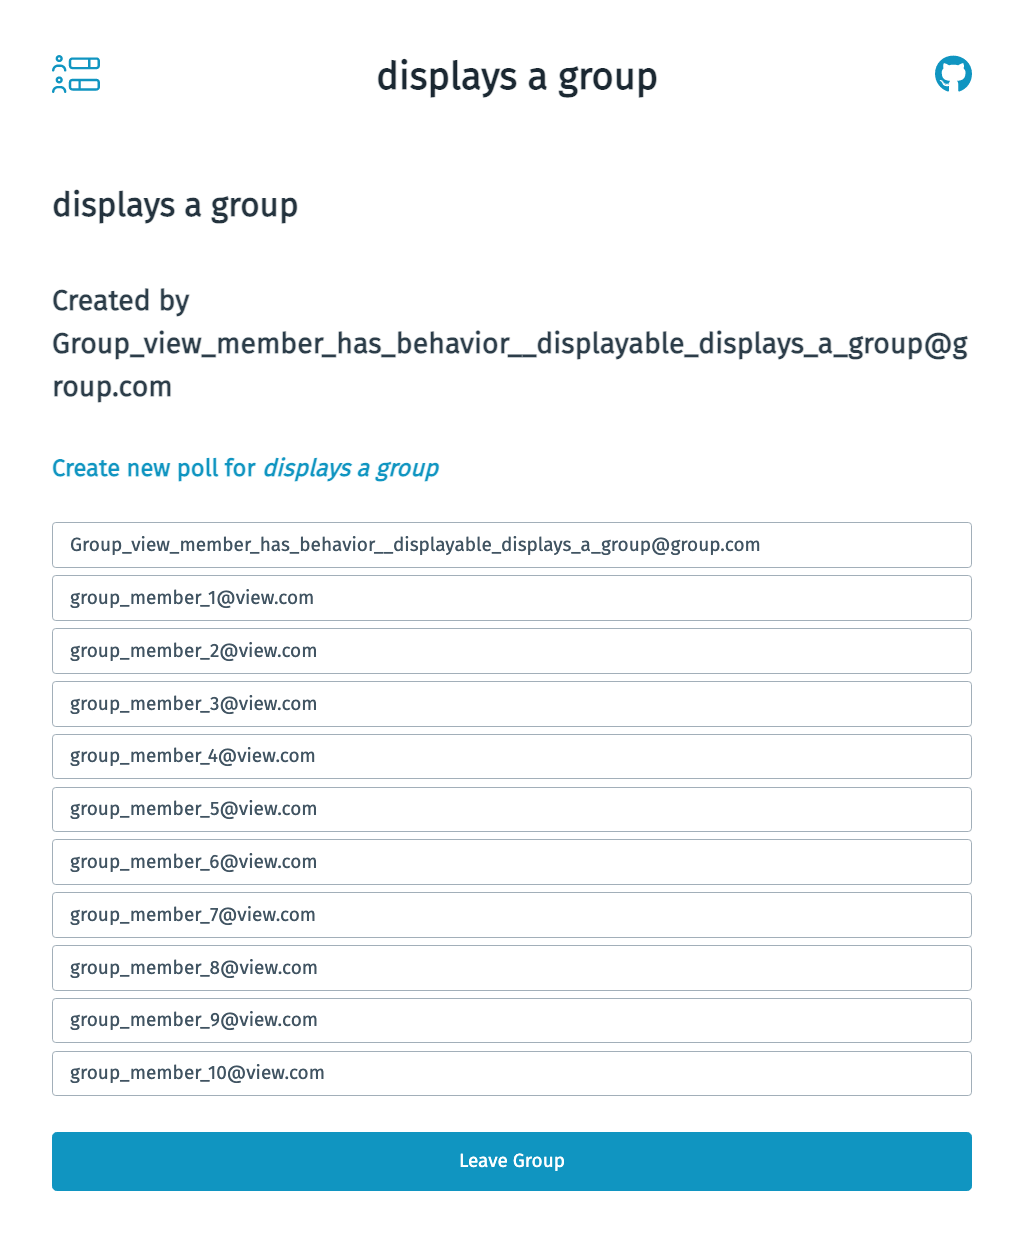 displays a group
displays a group
Created by
Group_view_member_has_behavior__displayable_displays_a_group@g
roup.com
Create new poll for displays a group
Group_view_member_has_behavior__displayable_displays_a_group@group.com
group_member_1@view.com
group_member_2@view.com
group_member_3@view.com
group_member_4@view.com
group_member_5@view.com
group_member_6@view.com
group_member_7@view.com
group_member_8@view.com
group_member_9@view.com
group_member_10@view.com
Leave Group